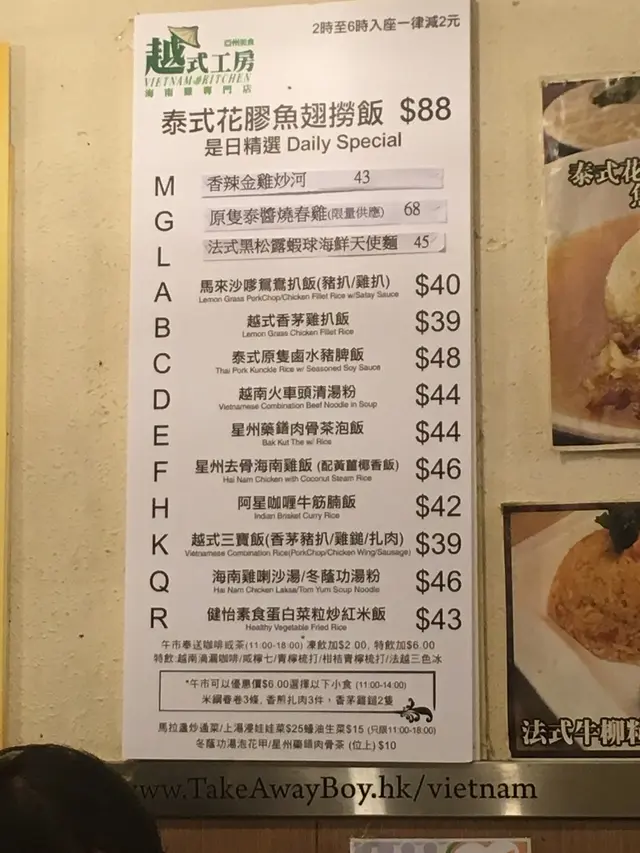 2時至6時入座一律減2元
亞洲美食
越式工房
VIETNAM KITCHEN
海南雞專門店
泰式花膠魚翅撈飯 $88
是日精選 Daily Special
M 香辣金雞炒河 43
G 原隻泰醬燒春雞(限量供應) 68
L 法式黑松露蝦球海鮮天使麵 45
A 馬來沙嗲鴛鴦扒飯(豬扒/雞扒) $40
Lemon Grass PorkChop/Chicken Fillet Rice w/Satay Sauce
B 越式香茅雞扒飯 $39
Lemon Grass Chicken Fillet Rice
C 泰式原隻鹵水豬脾飯 $48
Thai Pork Kunckle Rice w/ Seasoned Soy Sauce
D 越南火車頭清湯粉 $44
Vietnamese Combination Beef Noodle in Soup
E 星州藥鐥肉骨茶泡飯 $44
Bak Kut The w/ Rice
F 星州去骨海南雞飯 (配黃薑椰香飯) $46
Hai Nam Chicken with Coconut Steam Rice
H 阿星咖喱牛筋腩飯 $42
Indian Brisket Curry Rice
K 越式三寶飯(香茅豬扒/雞鎚/扎肉) $39
Vietnamese Combination Rice(PorkChop/Chicken Wing/Sausage)
Q 海南雞喇沙湯/冬蔭功湯粉 $46
Hai Nam Chicken Laksa/Tom Yum Soup Noodle
R 健怡素食蛋白菜粒炒紅米飯 $43
Healthy Vegetable Fried Rice
午市奉送咖啡或茶(11:00-18:00) 凍飲加$2.00, 特飲加$6.00
特飲:越南滴漏咖啡/咸檸七/青檸梳打/柑桔青檸梳打/法越三色冰
*午市可以優惠價$6.00選擇以下小食 (11:00-14:00)
米網春卷3條, 香煎扎肉3件, 香茅雞鎚2隻
馬拉盞炒通菜/上湯浸娃娃菜$25蠔油生菜$15 (只限11:00-18:00)
冬蔭功湯泡花甲/星州藥鐥肉骨茶 (位上) $10
www.TakeAwayBoy.hk/vietnam
泰式花
法式牛柳粒